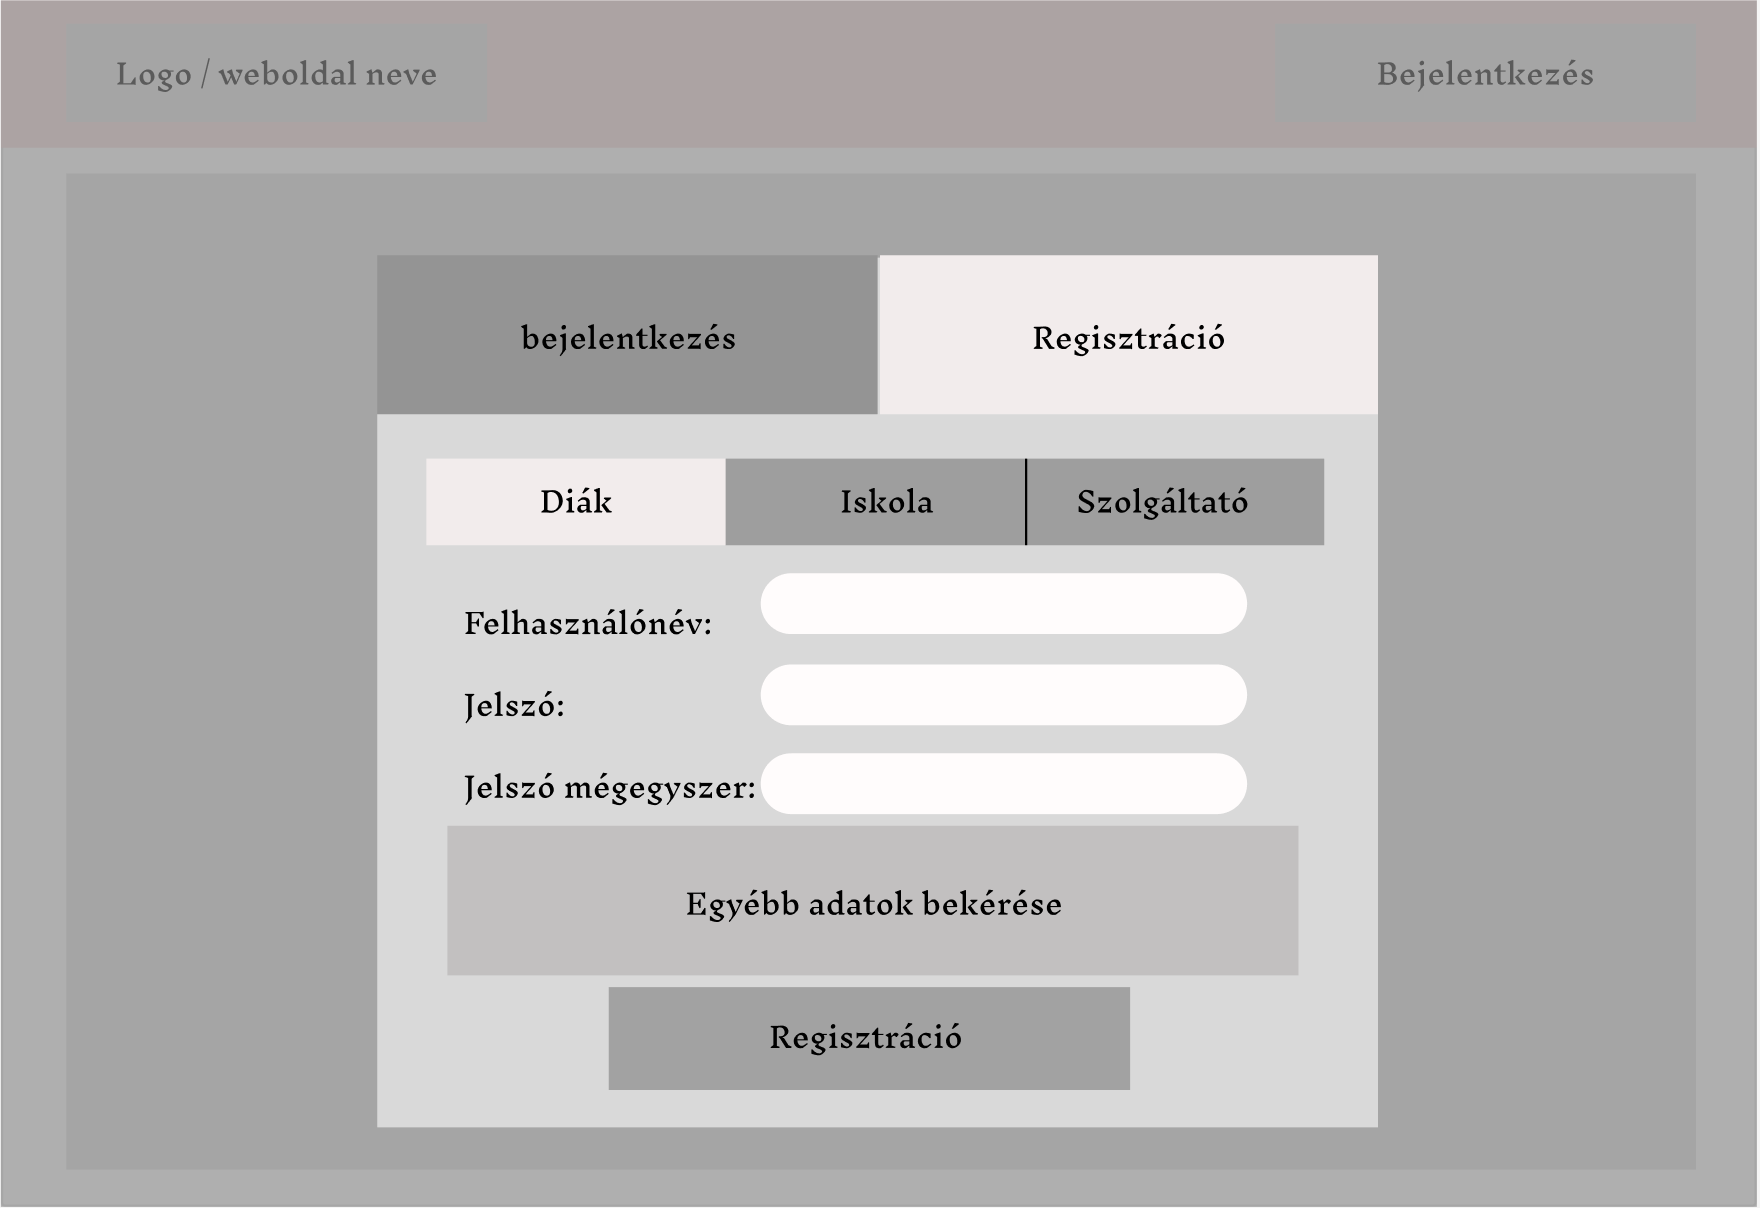 Logo / weboldal neve
Bejelentkezés
bejelentkezés
Regisztráció
Diák
Iskola
Szolgáltató
Felhasználónév:
Jelszó:
Jelszó mégegyszer:
Egyébb adatok bekérése
Regisztráció